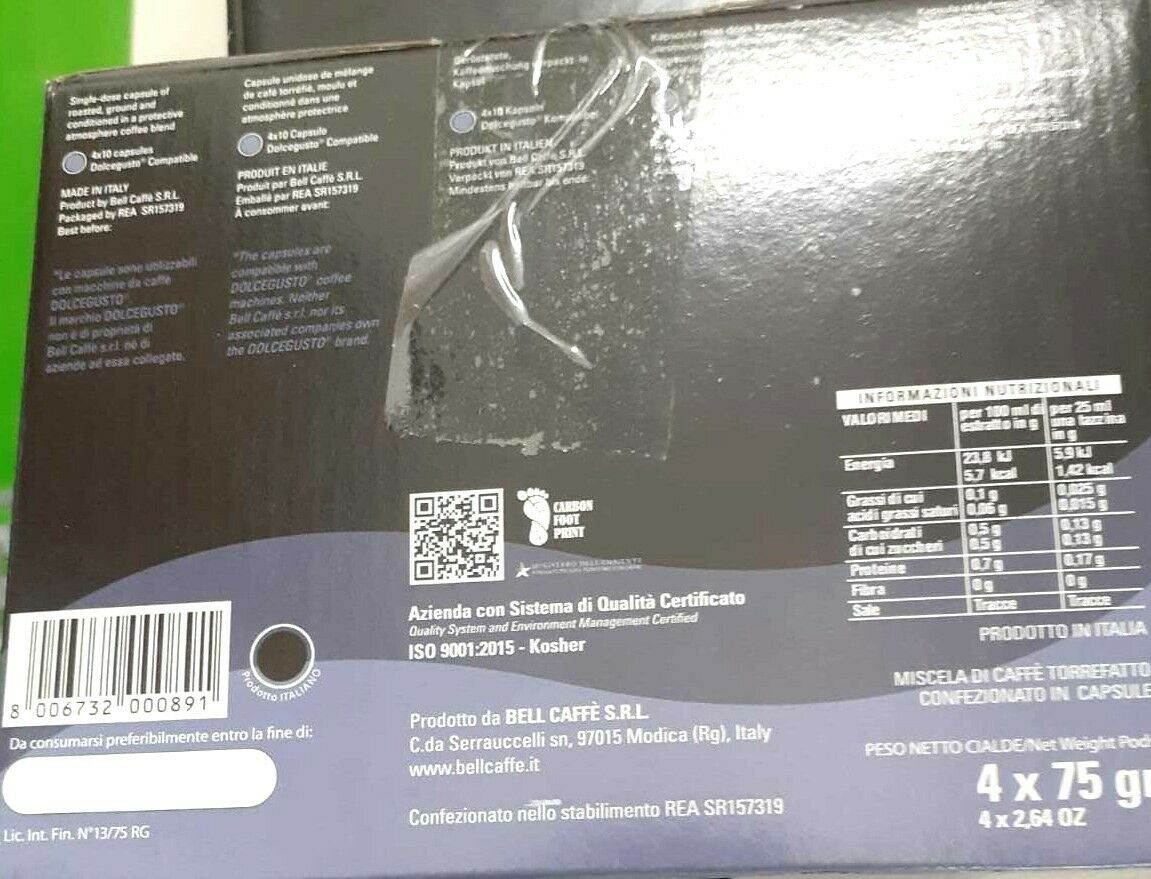 Single-dose capsule of
roasted, ground and
conditioned in a protective
atmosphere coffee blend
4x10 capsules
Dolcegusto* Compatible
MADE IN ITALY
Product by Bell Caffè S.R.L.
Packaged by REA SR157319
Best before:
"Le capsule sono utilizzabili
con macchine da caffè
DOLCEGUSTO
Il marchio DOLCEGUSTO
non è di proprietà di
Bell Caffè s.r.l. né di
aziende ad essa collegate.
Capsule unidose de mélange
de café torréfié, moulu et
conditionné dans une
atmosphère protectrice
4x10 Capsule
Dolcegusto* Compatible
PRODUIT EN ITALIE
Produit par Bell Caffè S.R.L.
Emballé par REA SR157319
À consommer avant:
"The capsules are
compatible with
DOLCEGUSTO coffee
machines. Neither
Bell Caffè s.r.l. nor its
associated companies own
the DOLCEGUSTO brand.
4x10 Kapseln
Dolcegusto*
PRODUKT IN ITALIEN
Produkt von Bell S.R.L.
Verpackt von REA SR157319
Mindestens bis ende
INFORMAZIONI NUTRIZIONALI
VALORI MEDI per 100 ml di estratto in g per 25 ml una tazzina in g
Energia 23,8 kJ 5,9 kJ
5,7 kcal 1,42 kcal
Grassi di cui 0,1 g 0,025 g
acidi grassi saturi 0,06 g 0,015 g
Carboidrati 0,5 g 0,13 g
di cui zuccheri 0,5 g 0,13 g
Proteine 0,7 g 0,17 g
Fibra 0 g 0 g
Sale Tracce Tracce
PRODOTTO IN ITALIA
MISCELA DI CAFFÈ TORREFATTO
CONFEZIONATO IN CAPSULE
PESO NETTO CIALDE/Net Weight Pod
4 x 75 gr
4 x 2,64 OZ
CARBON
FOOT
PRINT
Azienda con Sistema di Qualità Certificato
Quality System and Environment Management Certified
ISO 9001:2015 - Kosher
Prodotto da BELL CAFFÈ S.R.L.
C.da Serrauccelli sn, 97015 Modica (Rg), Italy
www.bellcaffe.it
Confezionato nello stabilimento REA SR157319
8 006732 000891
Prodotto ITALIANO
Da consumarsi preferibilmente entro la fine di:
Lic. Int. Fin. N°13/75 RG